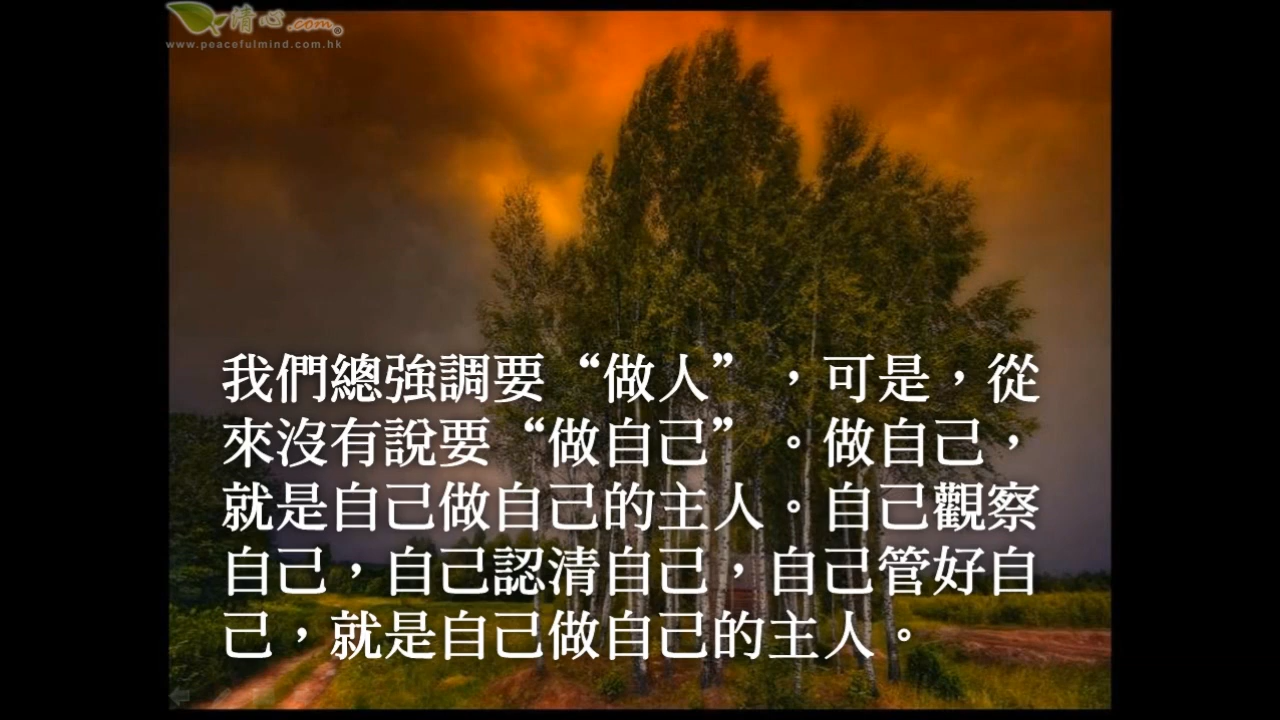 清心.com
www.peacefulmind.com.hk
我們總強調要“做人”，可是，從
來沒有說要“做自己”。做自己，
就是自己做自己的主人。自己觀察
自己，自己認清自己，自己管好自
己，就是自己做自己的主人。